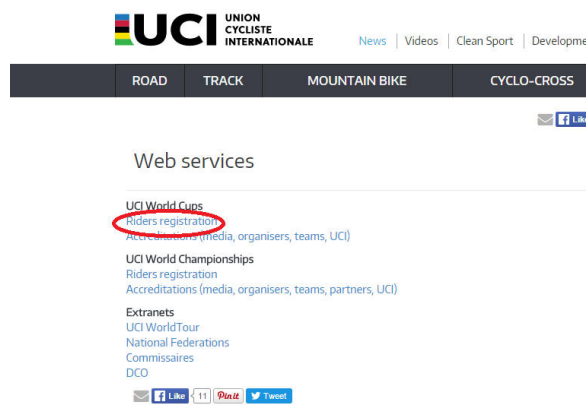 UCI UNION
CYCLISTE
INTERNATIONALE
News | Videos | Clean Sport | Developme
ROAD TRACK MOUNTAIN BIKE CYCLO-CROSS
Like
Web services
UCI World Cups
Riders registration
Accreditations (media, organisers, teams, UCI)
UCI World Championships
Riders registration
Accreditations (media, organisers, teams, partners, UCI)
Extranets
UCI WorldTour
National Federations
Commissaires
DCO
Like 11 Pin it Tweet